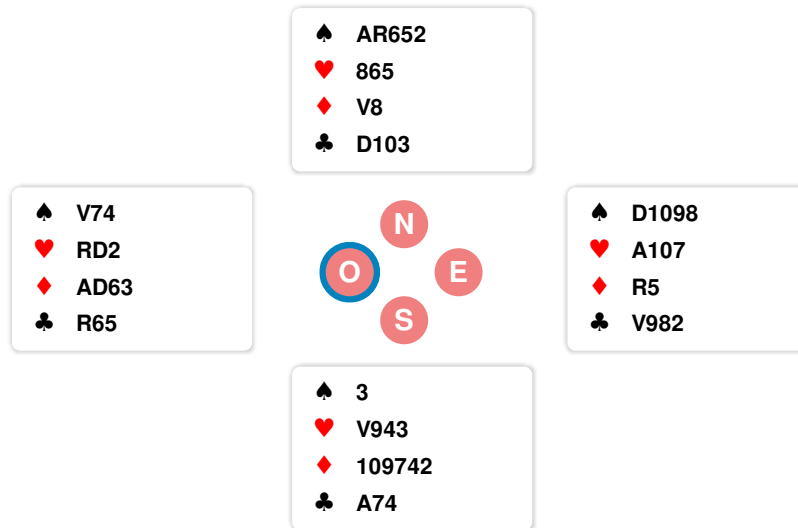 ♠ AR652
♥ 865
♦ V8
♣ D103
♠ V74
♥ RD2
♦ AD63
♣ R65
N
O E
S
♠ D1098
♥ A107
♦ R5
♣ V982
♠ 3
♥ V943
♦ 109742
♣ A74